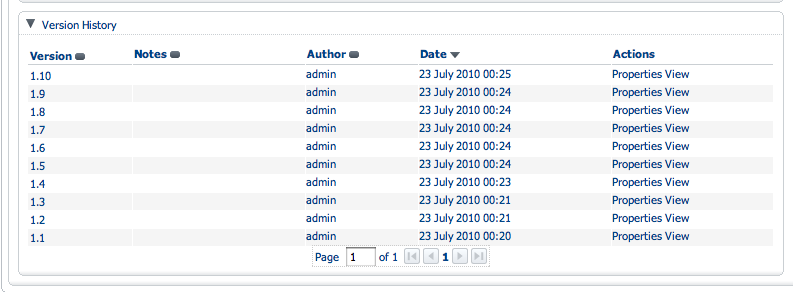 Version History
Version Notes Author Date Actions
1.10 admin 23 July 2010 00:25 Properties View
1.9 admin 23 July 2010 00:24 Properties View
1.8 admin 23 July 2010 00:24 Properties View
1.7 admin 23 July 2010 00:24 Properties View
1.6 admin 23 July 2010 00:24 Properties View
1.5 admin 23 July 2010 00:24 Properties View
1.4 admin 23 July 2010 00:23 Properties View
1.3 admin 23 July 2010 00:21 Properties View
1.2 admin 23 July 2010 00:21 Properties View
1.1 admin 23 July 2010 00:20 Properties View
Page 1 of 1 1